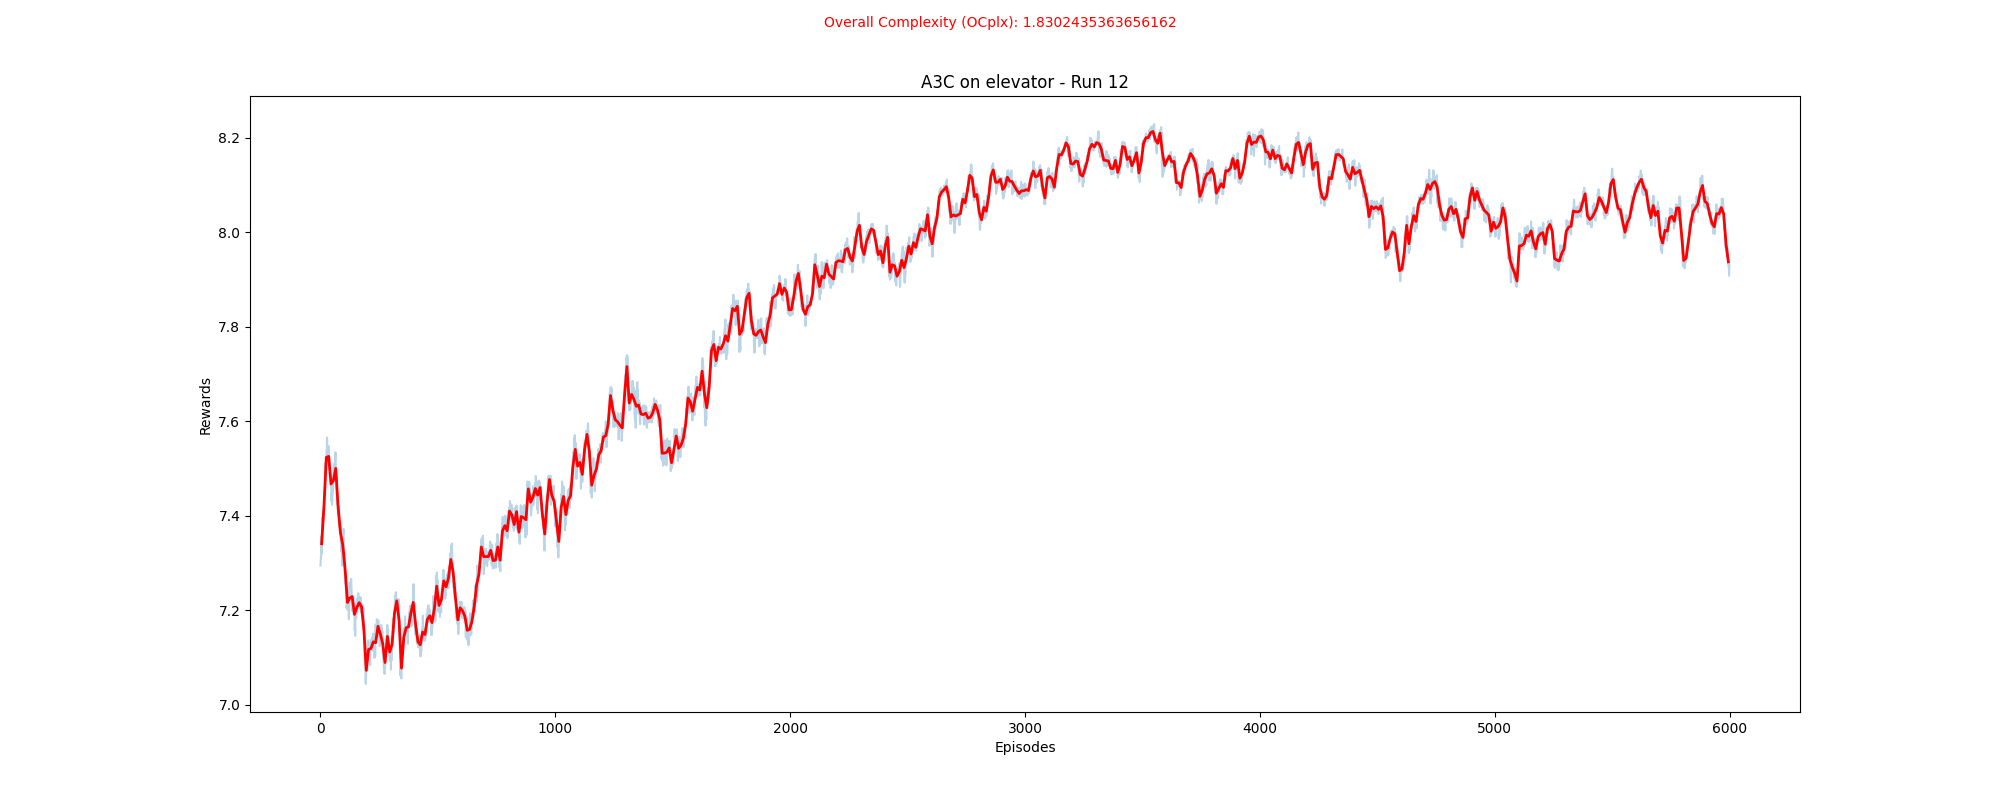 Overall Complexity (OCplx): 1.8302435363656162
A3C on elevator - Run 12
8.2
8.0
7.8
7.6
7.4
7.2
7.0
Rewards
0 1000 2000 3000 4000 5000 6000
Episodes